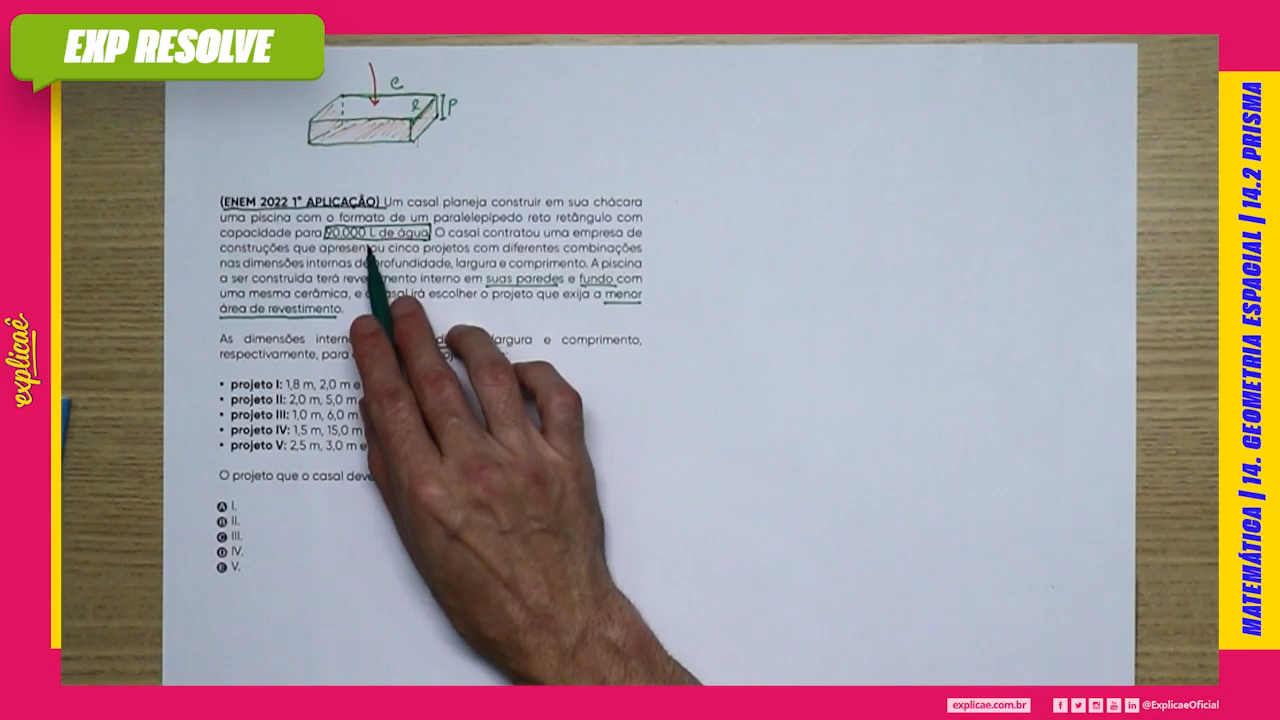 EXP RESOLVE
e
l
P
(ENEM 2022 1ª APLICAÇÃO) Um casal planeja construir em sua chácara
uma piscina com o formato de um paralelepípedo reto retângulo com
capacidade para 90.000 L de água. O casal contratou uma empresa de
construções que apresentou cinco projetos com diferentes combinações
nas dimensões internas de profundidade, largura e comprimento. A piscina
a ser construída terá revestimento interno em suas paredes e fundo com
uma mesma cerâmica, e o casal irá escolher o projeto que exija a menor
área de revestimento.
As dimensões intern largura e comprimento,
respectivamente, para
• projeto I: 1,8 m, 2,0 m e
• projeto II: 2,0 m, 5,0 m
• projeto III: 1,0 m, 6,0 m
• projeto IV: 1,5 m, 15,0 m
• projeto V: 2,5 m, 3,0 m e
O projeto que o casal deve
A I.
B II.
C III.
D IV.
E V.
explicaê
MATEMÁTICA | 14. GEOMETRIA ESPACIAL | 14.2 PRISMA
explicae.com.br @ExplicaeOficial